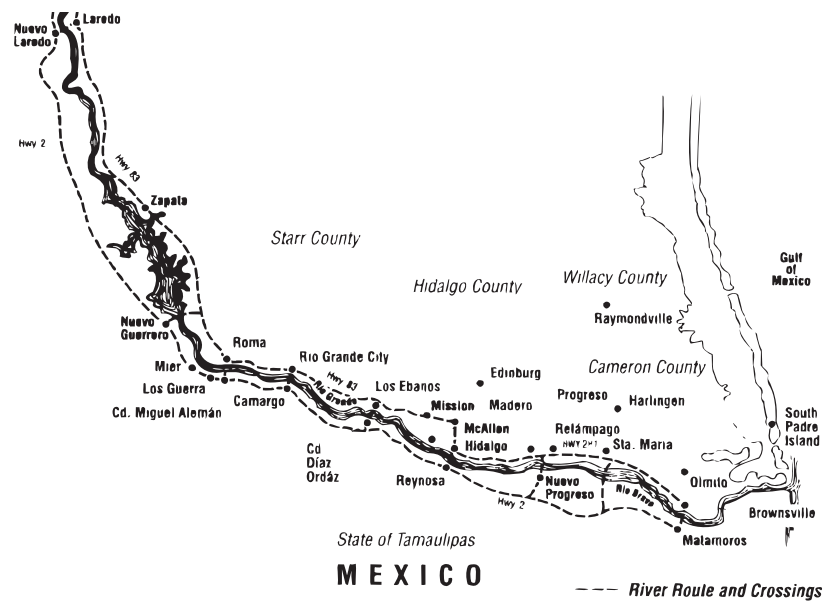 Laredo
Nuevo
Laredo
Hwy 2
Hwy 83
Zapata
Starr County
Gulf
of
Mexico
Hidalgo County
Willacy County
Raymondville
Nuevo
Guerrero
Roma
Rio Grande City
Mier
Cameron County
Edinburg
Hwy 83
Los Guerra
Rio Grande
Los Ebanos
Camargo
Progreso
Harlingen
Cd. Miguel Alemán
Mission
Madero
South
Padre
Island
McAllen
Relámpago
Hidalgo
HWY 281
Sta. Maria
Cd
Díaz
Ordáz
Reynosa
Nuevo
Progreso
Olmito
Rio Bravo
Hwy 2
Brownsville
Matamoros
N
State of Tamaulipas
MEXICO
River Route and Crossings